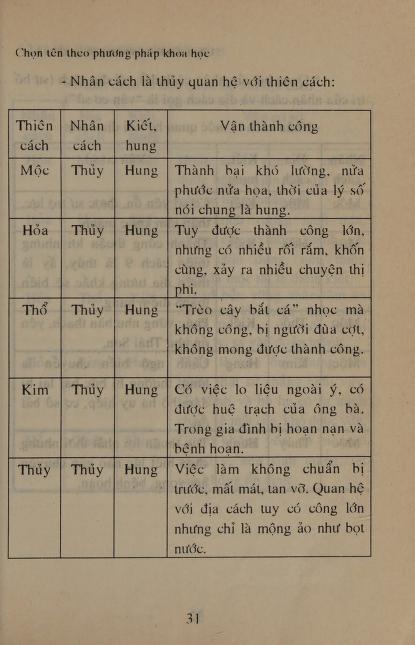 Chọn tên theo phương pháp khoa học
- Nhân cách là thủy quan hệ với thiên cách:
Thiên cách | Nhân cách | Kiết, hung | Vận thành công
Mộc | Thủy | Hung | Thành bại khó lường, nửa
phước nửa họa, thời của lý số
nói chung là hung.
Hỏa | Thủy | Hung | Tuy được thành công lớn,
nhưng có nhiều rối rắm, khốn
cùng, xảy ra nhiều chuyện thị
phi.
Thổ | Thủy | Hung | “Trèo cây bắt cá” nhọc mà
không công, bị người đùa cợt,
không mong được thành công.
Kim | Thủy | Hung | Có việc lo liệu ngoài ý, có
được huệ trạch của ông bà.
Trong gia đình bị hoạn nạn và
bệnh hoạn.
Thủy | Thủy | Hung | Việc làm không chuẩn bị
trước, mất mát, tan vỡ. Quan hệ
với địa cách tuy có công lớn
nhưng chỉ là mộng ảo như bọt
nước.
31